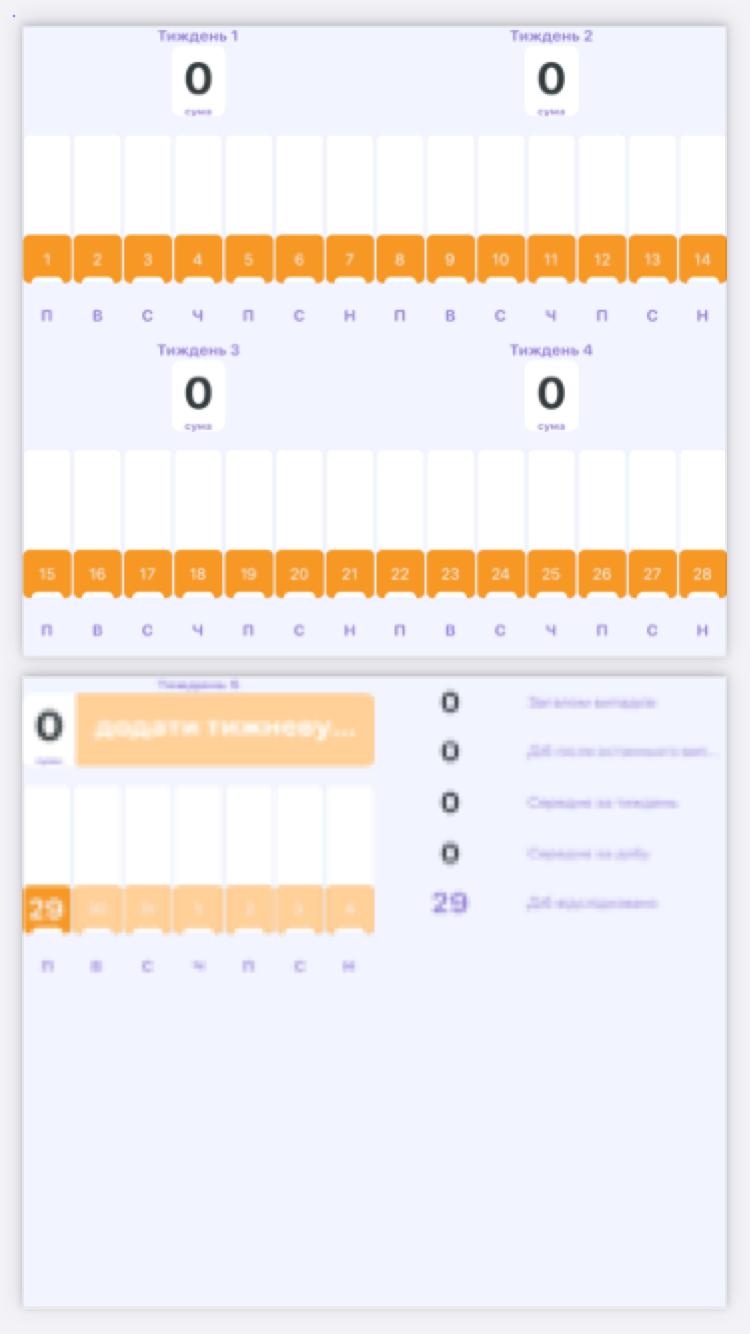 Тиждень 1 Тиждень 2
0 0
сума сума
1 2 3 4 5 6 7 8 9 10 11 12 13 14
П В С Ч П С Н П В С Ч П С Н
Тиждень 3 Тиждень 4
0 0
сума сума
15 16 17 18 19 20 21 22 23 24 25 26 27 28
П В С Ч П С Н П В С Ч П С Н
Тиждень 5
0 додати тижневу...
сума
29 30 31 1 2 3 4
П В С Ч П С Н
0 Загалом випадків
0 Діб після останнього вип...
0 Середнє за тиждень
0 Середнє за добу
29 Діб відслідковано